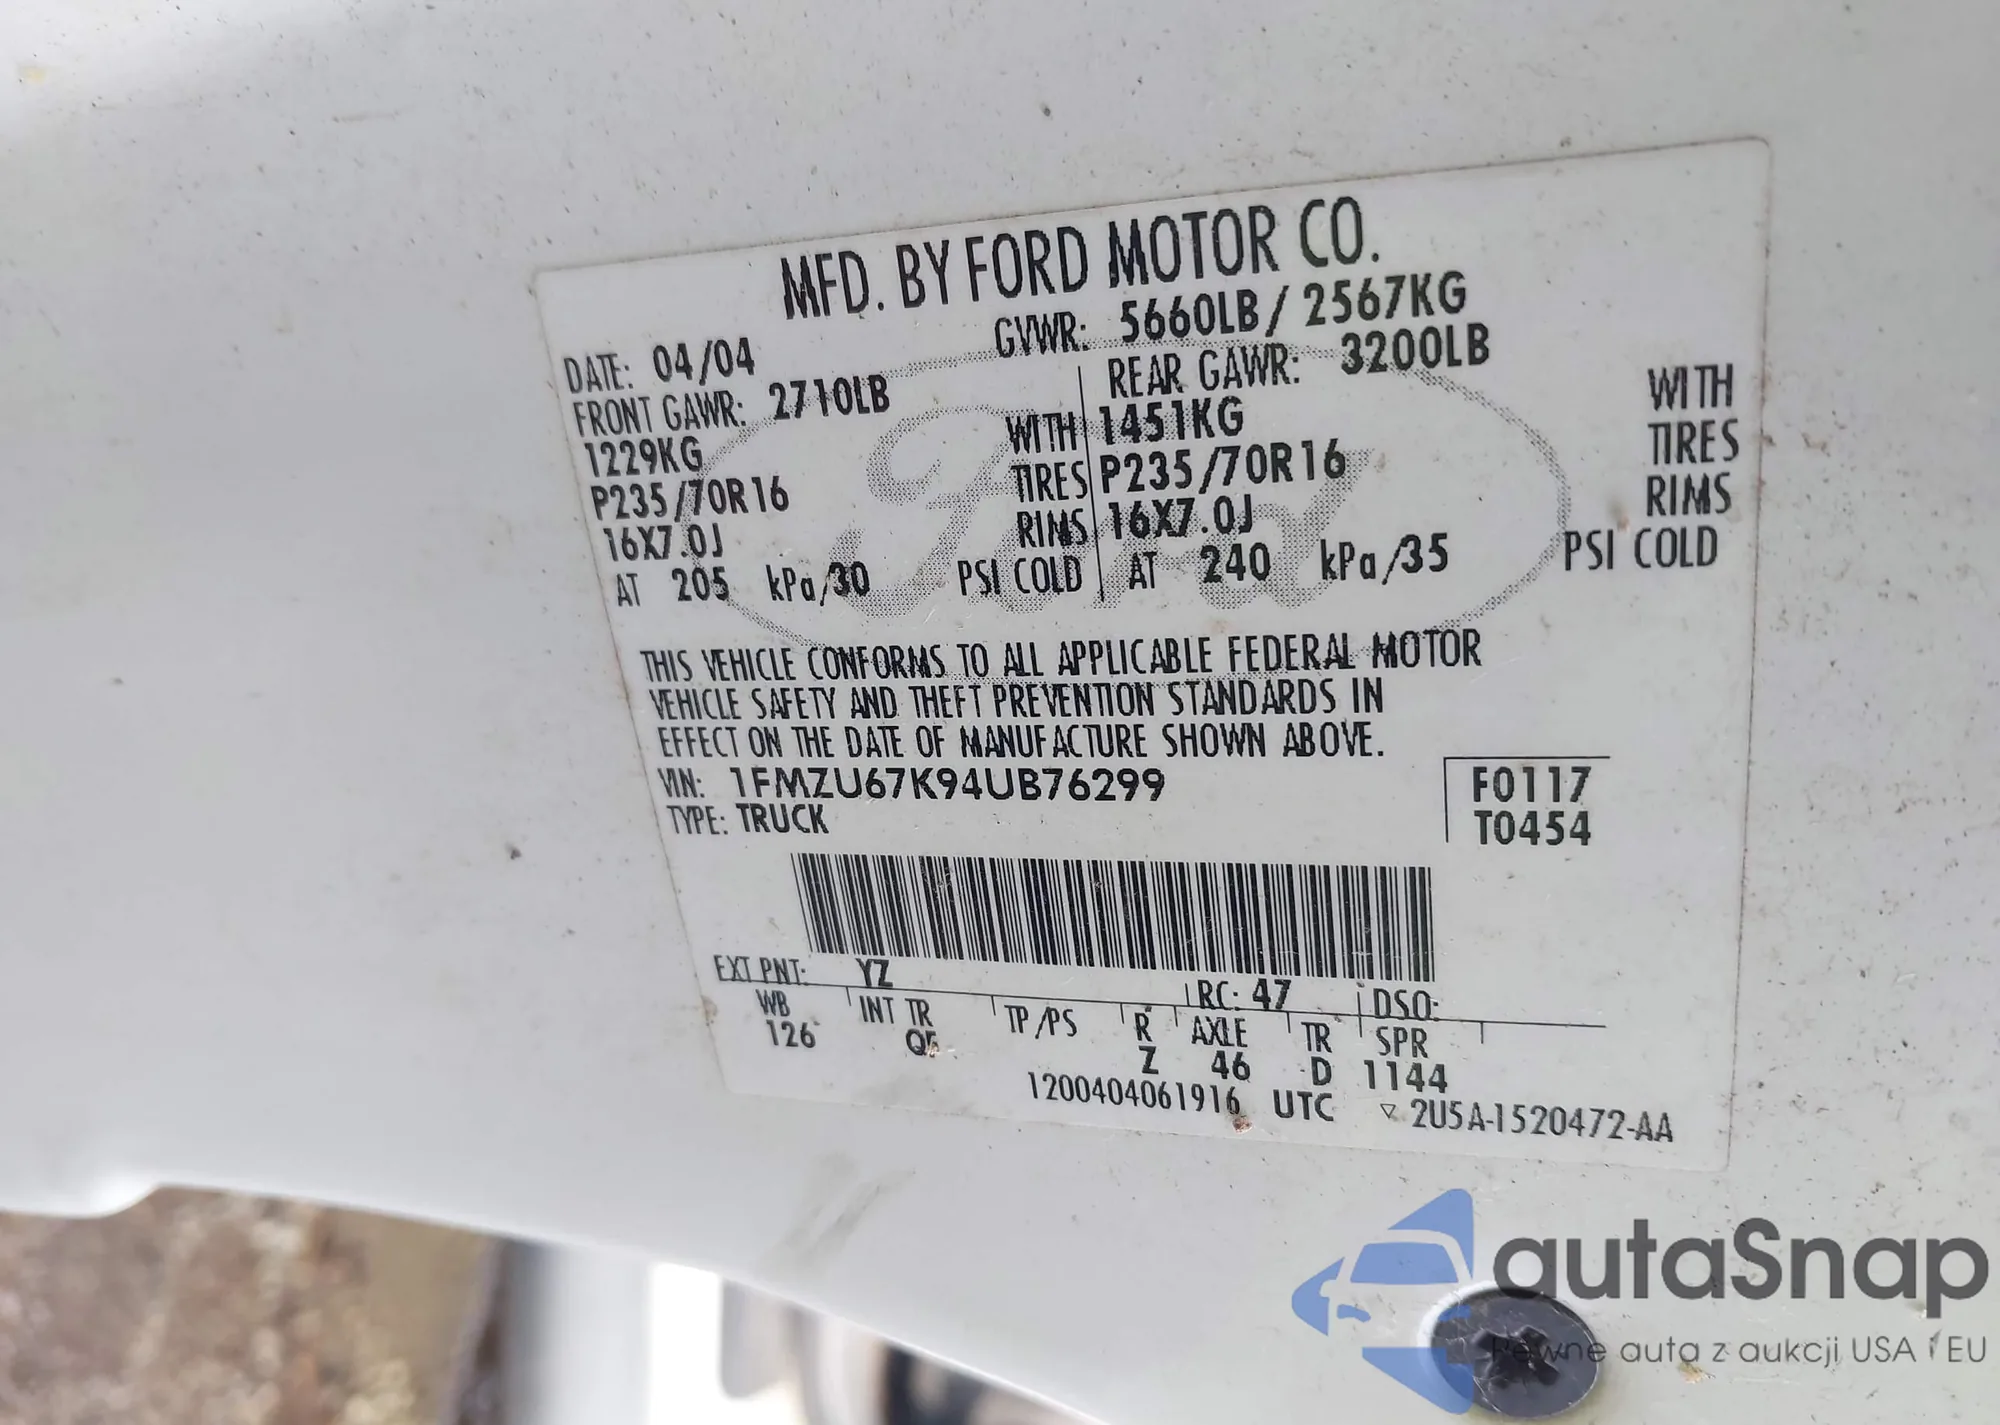 MFD. BY FORD MOTOR CO.
DATE: 04/04 GVWR: 5660LB / 2567KG
FRONT GAWR: 2710LB REAR GAWR: 3200LB
1229KG WITH 1451KG WITH
P235/70R16 TIRES P235/70R16 TIRES
16X7.0J RIMS 16X7.0J RIMS
AT 205 kPa/30 PSI COLD AT 240 kPa/35 PSI COLD
Ford
THIS VEHICLE CONFORMS TO ALL APPLICABLE FEDERAL MOTOR
VEHICLE SAFETY AND THEFT PREVENTION STANDARDS IN
EFFECT ON THE DATE OF MANUFACTURE SHOWN ABOVE.
VIN: 1FMZU67K94UB76299 F0117
TYPE: TRUCK T0454
EXT PNT: YZ RC: 47 DSO:
WB INT TR TP/PS R AXLE TR SPR
126 Q5 Z 46 D 1144
1200404061916 UTC ▽ 2U5A-1520472-AA
autaSnap
Pewne auta z aukcji USA i EU